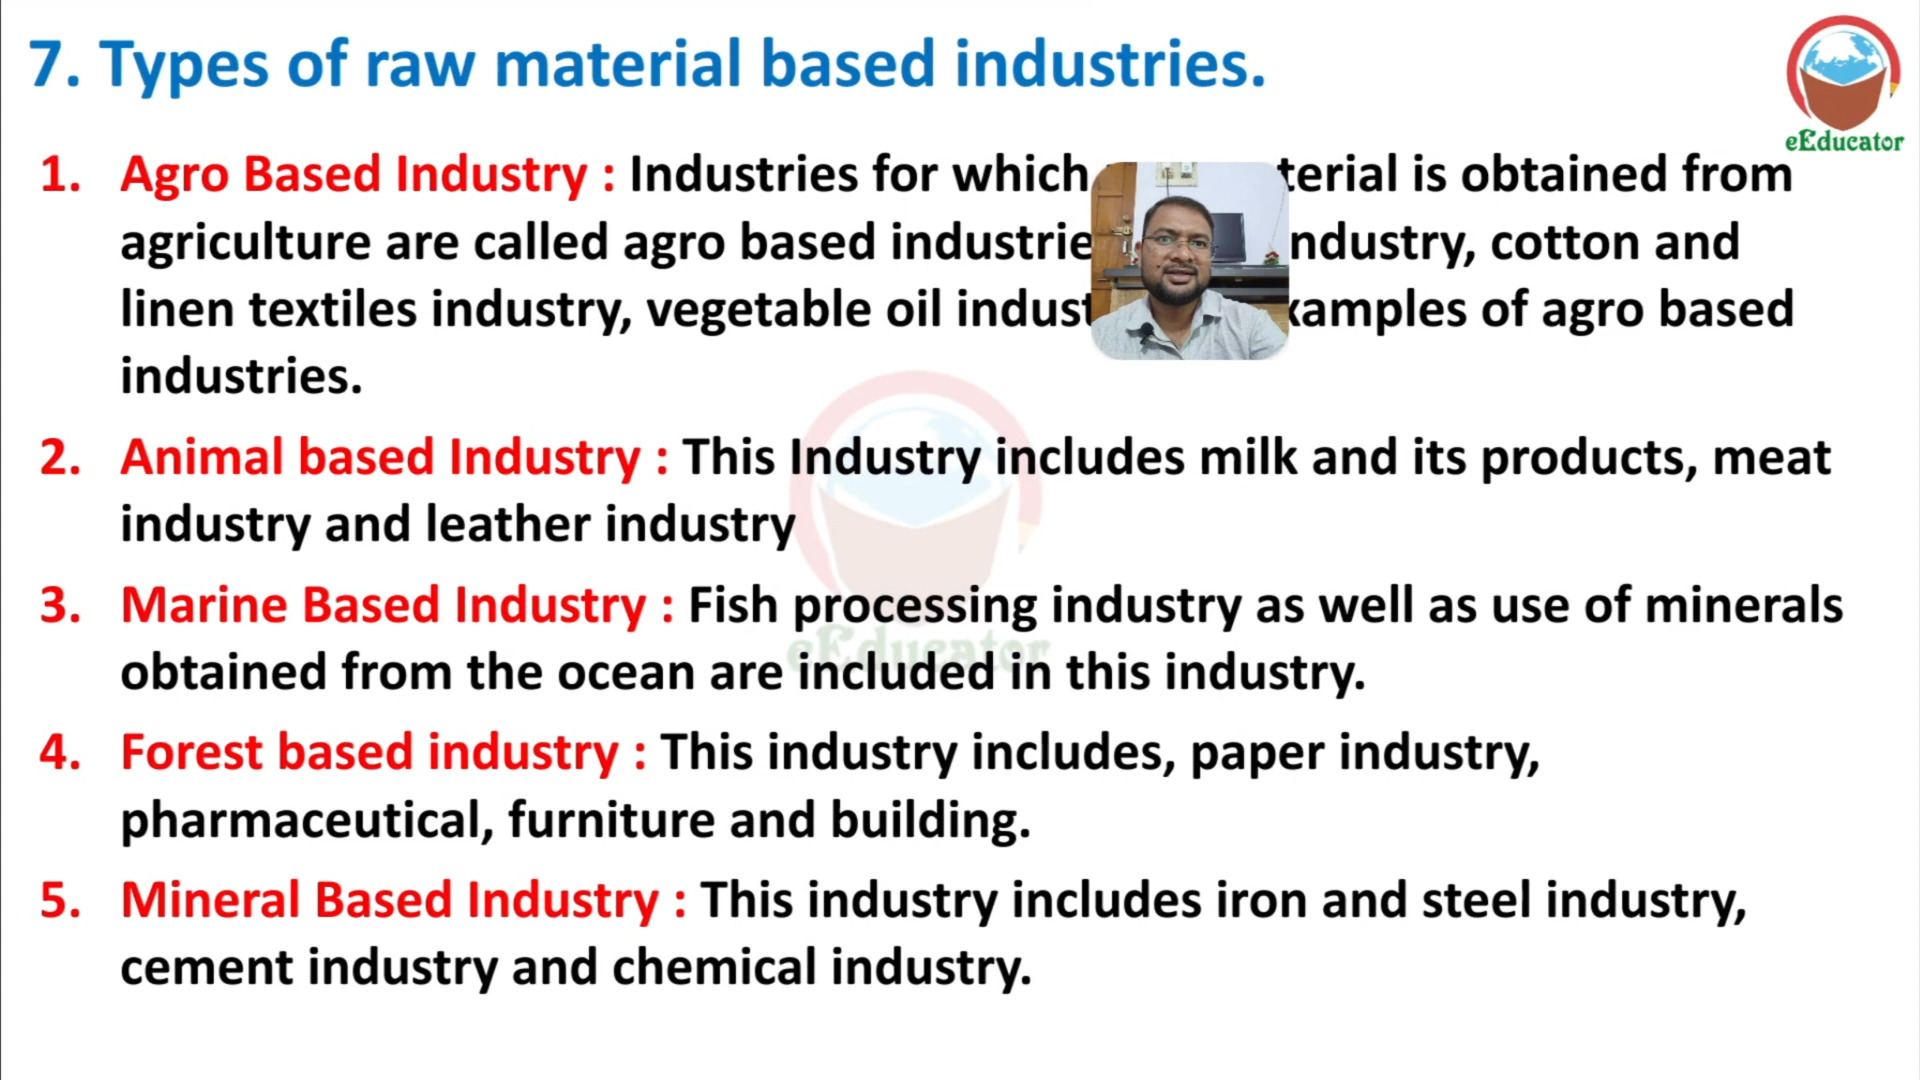 7. Types of raw material based industries.
eEducator
1. Agro Based Industry : Industries for which terial is obtained from
agriculture are called agro based industrie ndustry, cotton and
linen textiles industry, vegetable oil indust xamples of agro based
industries.
2. Animal based Industry : This Industry includes milk and its products, meat
industry and leather industry
3. Marine Based Industry : Fish processing industry as well as use of minerals
eEducator
obtained from the ocean are included in this industry.
4. Forest based industry : This industry includes, paper industry,
pharmaceutical, furniture and building.
5. Mineral Based Industry : This industry includes iron and steel industry,
cement industry and chemical industry.